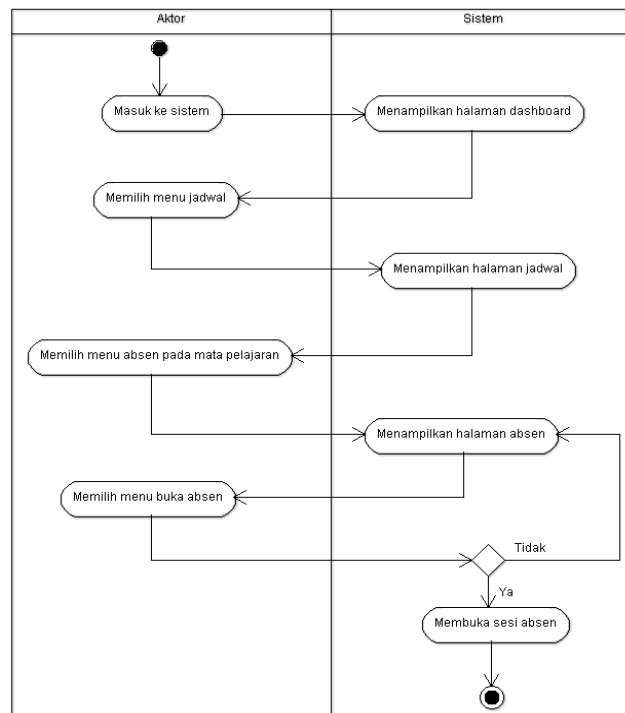 Aktor
Sistem
Masuk ke sistem
Menampilkan halaman dashboard
Memilih menu jadwal
Menampilkan halaman jadwal
Memilih menu absen pada mata pelajaran
Menampilkan halaman absen
Memilih menu buka absen
Tidak
Ya
Membuka sesi absen